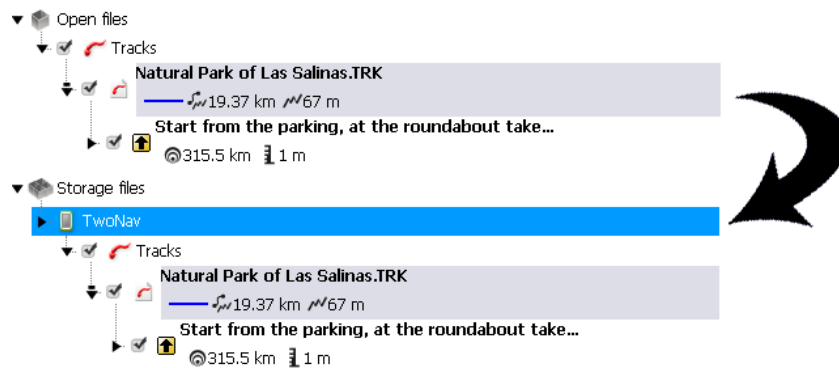 Open files
Tracks
Natural Park of Las Salinas.TRK
19.37 km 67 m
Start from the parking, at the roundabout take...
315.5 km 1 m
Storage files
TwoNav
Tracks
Natural Park of Las Salinas.TRK
19.37 km 67 m
Start from the parking, at the roundabout take...
315.5 km 1 m